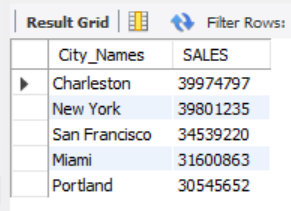 Result Grid Filter Rows:
City_Names SALES
Charleston 39974797
New York 39801235
San Francisco 34539220
Miami 31600863
Portland 30545652